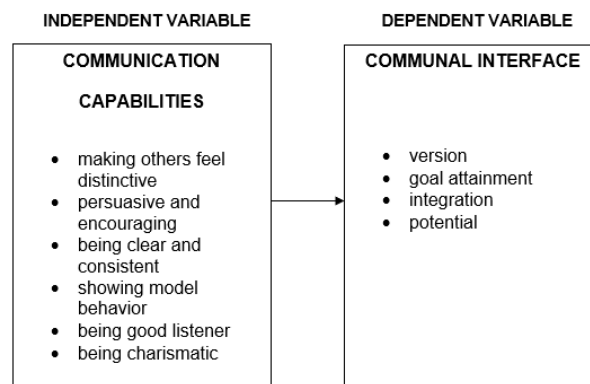 INDEPENDENT VARIABLE
COMMUNICATION
CAPABILITIES
• making others feel
distinctive
• persuasive and
encouraging
• being clear and
consistent
• showing model
behavior
• being good listener
• being charismatic
DEPENDENT VARIABLE
COMMUNAL INTERFACE
• version
• goal attainment
• integration
• potential